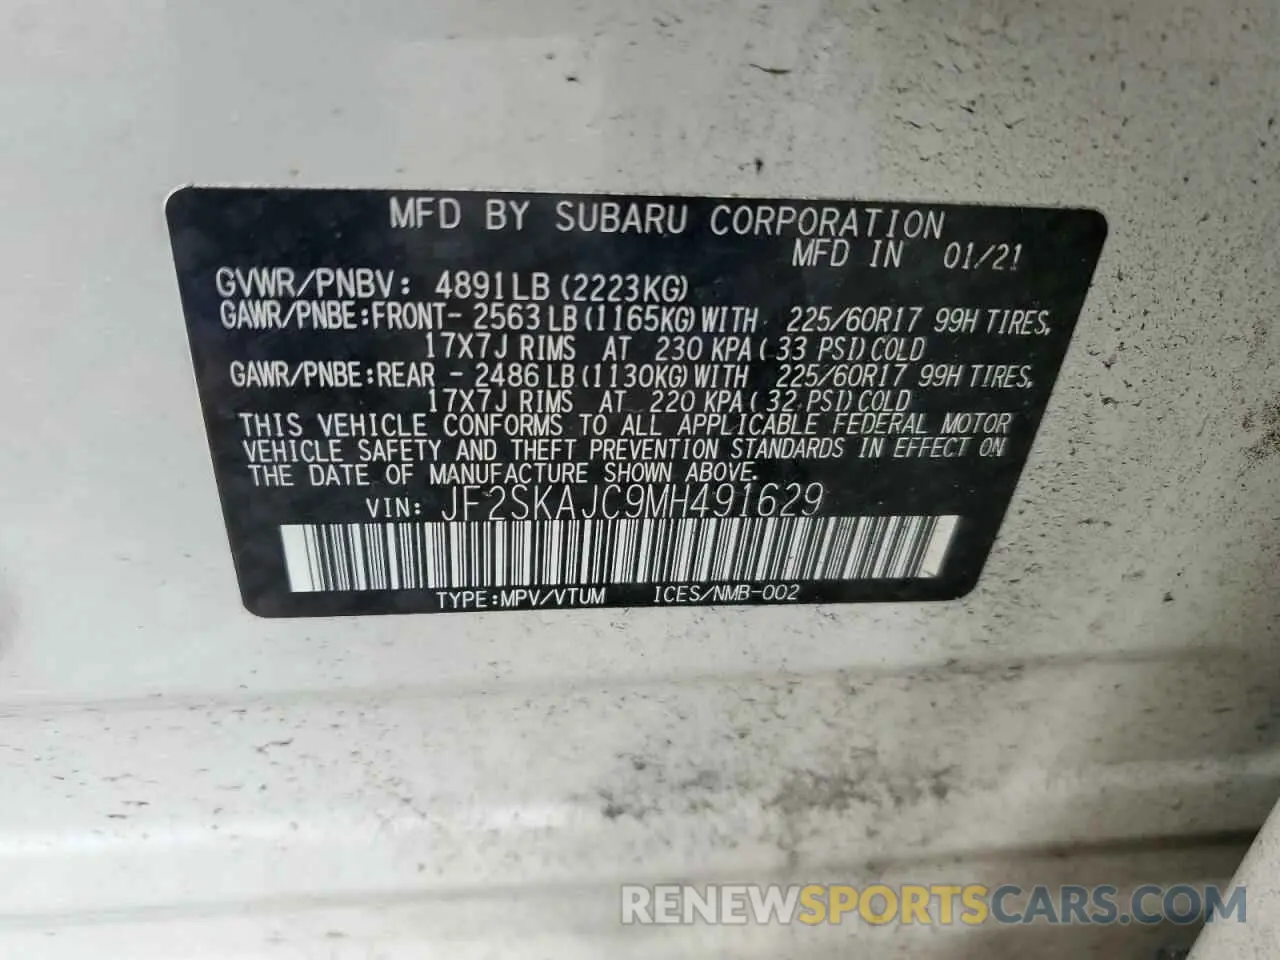 MFD BY SUBARU CORPORATION
MFD IN 01/21
GVWR/PNBV: 4891LB (2223KG)
GAWR/PNBE:FRONT- 2563LB(1165KG)WITH 225/60R17 99H TIRES,
17X7J RIMS AT 230 KPA( 33 PSI)COLD
GAWR/PNBE:REAR - 2486LB(1130KG)WITH 225/60R17 99H TIRES,
17X7J RIMS AT 220 KPA( 32 PSI)COLD
THIS VEHICLE CONFORMS TO ALL APPLICABLE FEDERAL MOTOR
VEHICLE SAFETY AND THEFT PREVENTION STANDARDS IN EFFECT ON
THE DATE OF MANUFACTURE SHOWN ABOVE.
VIN: JF2SKAJC9MH491629
TYPE:MPV/VTUM ICES/NMB-002
RENEWSPORTSCARS.COM